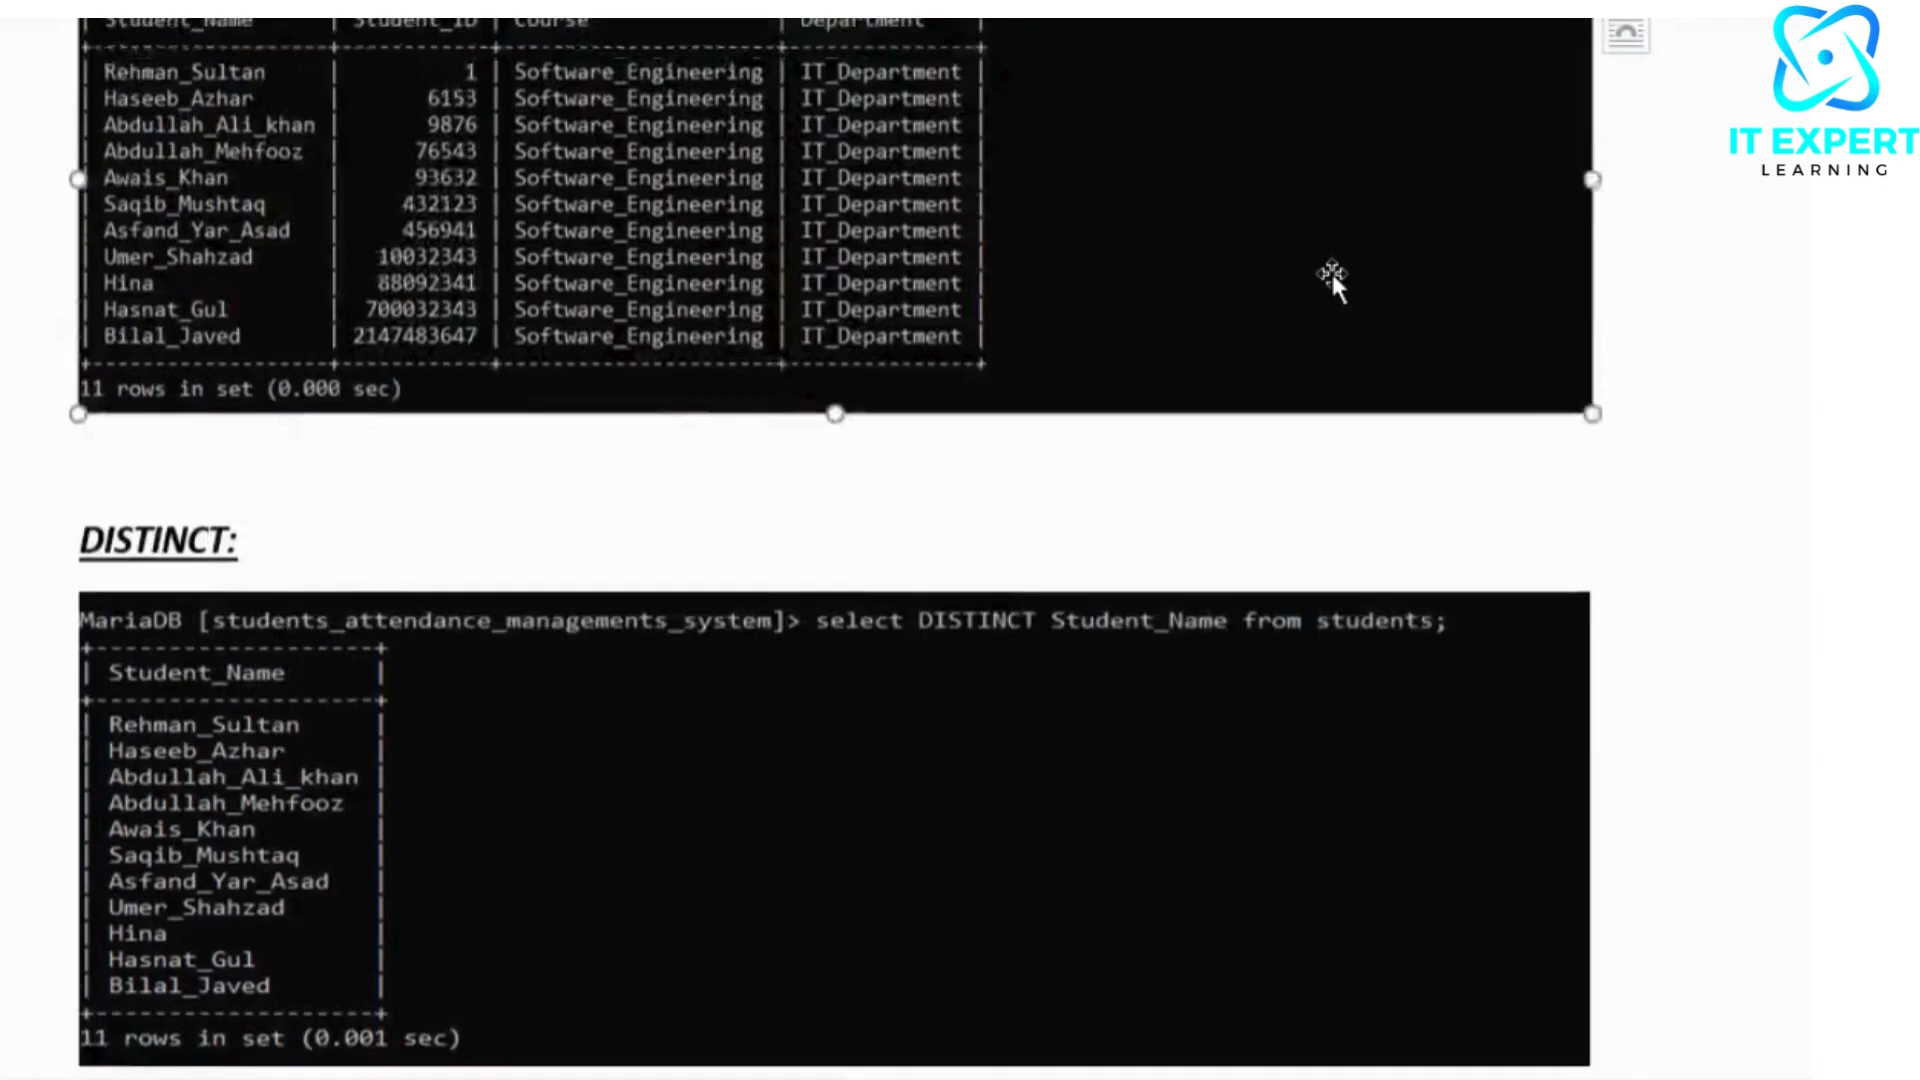 Student_Name | Student_ID | Course | Department
Rehman_Sultan | 1 | Software_Engineering | IT_Department |
Haseeb_Azhar | 6153 | Software_Engineering | IT_Department |
Abdullah_Ali_khan | 9876 | Software_Engineering | IT_Department |
Abdullah_Mehfooz | 76543 | Software_Engineering | IT_Department |
Awais_Khan | 93632 | Software_Engineering | IT_Department |
Saqib_Mushtaq | 432123 | Software_Engineering | IT_Department |
Asfand_Yar_Asad | 456941 | Software_Engineering | IT_Department |
Umer_Shahzad | 10032343 | Software_Engineering | IT_Department |
Hina | 88092341 | Software_Engineering | IT_Department |
Hasnat_Gul | 700032343 | Software_Engineering | IT_Department |
Bilal_Javed | 2147483647 | Software_Engineering | IT_Department |
11 rows in set (0.000 sec)
IT EXPERT
LEARNING
DISTINCT:
MariaDB [students_attendance_managements_system]> select DISTINCT Student_Name from students;
| Student_Name |
| Rehman_Sultan |
| Haseeb_Azhar |
| Abdullah_Ali_khan |
| Abdullah_Mehfooz |
| Awais_Khan |
| Saqib_Mushtaq |
| Asfand_Yar_Asad |
| Umer_Shahzad |
| Hina |
| Hasnat_Gul |
| Bilal_Javed |
11 rows in set (0.001 sec)